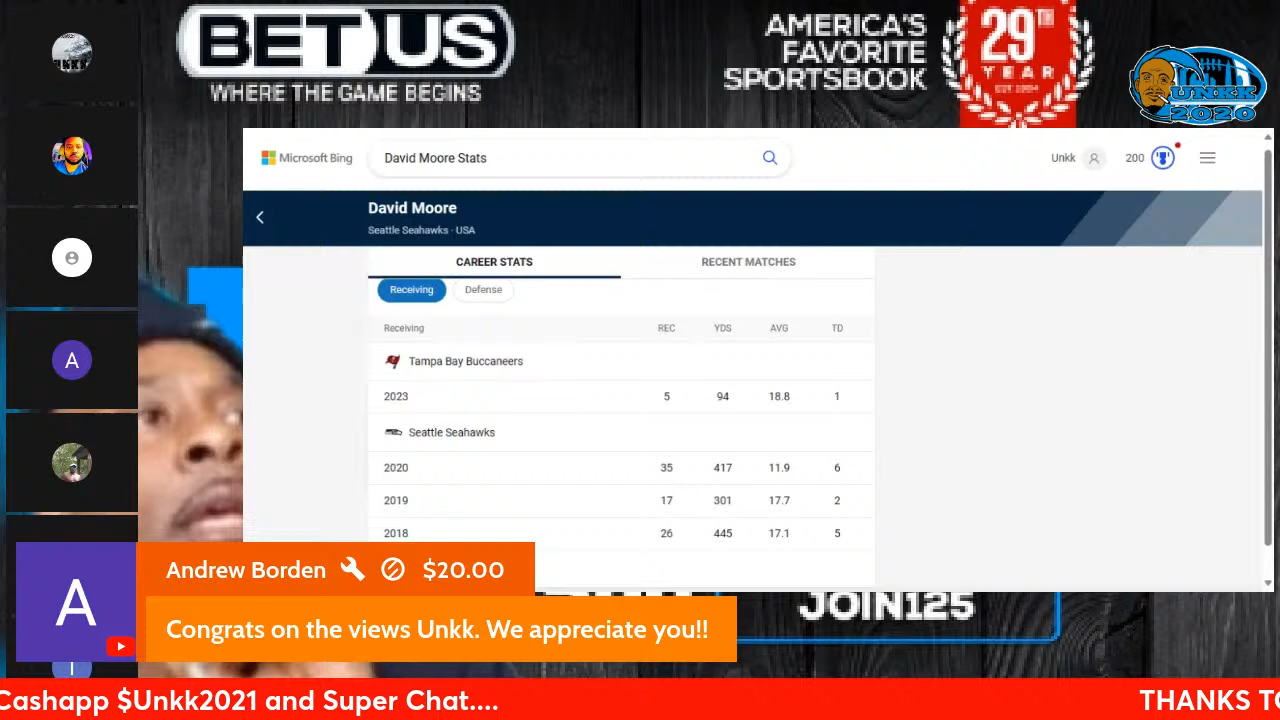 BETUS
WHERE THE GAME BEGINS
AMERICA'S
FAVORITE
SPORTSBOOK
29TH
YEAR
EST 1994
UNKK
2020
Microsoft Bing
David Moore Stats
Unkk
200
David Moore
Seattle Seahawks · USA
CAREER STATS
RECENT MATCHES
Receiving
Defense
Receiving REC YDS AVG TD
Tampa Bay Buccaneers
2023 5 94 18.8 1
Seattle Seahawks
2020 35 417 11.9 6
2019 17 301 17.7 2
2018 26 445 17.1 5
A
JOIN125
A
Andrew Borden $20.00
Congrats on the views Unkk. We appreciate you!!
Cashapp $Unkk2021 and Super Chat....
THANKS TO